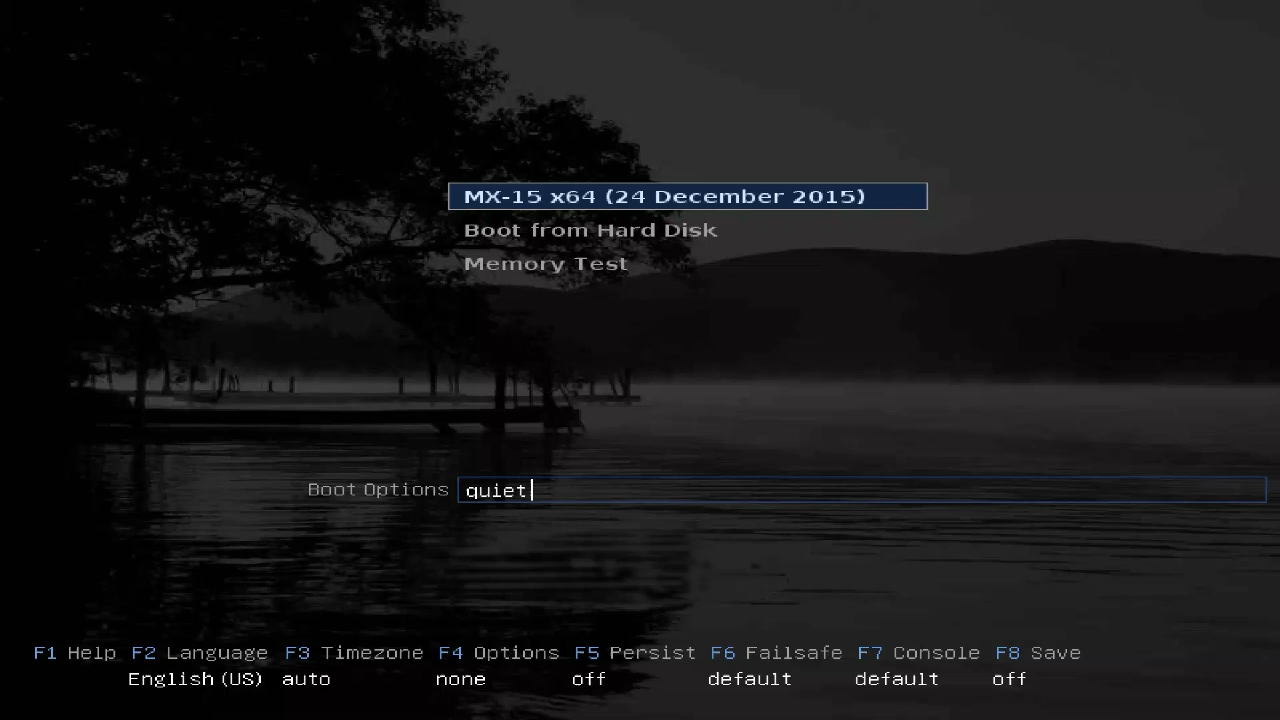 MX-15 x64 (24 December 2015)
Boot from Hard Disk
Memory Test
Boot Options quiet
F1 Help F2 Language F3 Timezone F4 Options F5 Persist F6 Failsafe F7 Console F8 Save
English (US) auto none off default default off